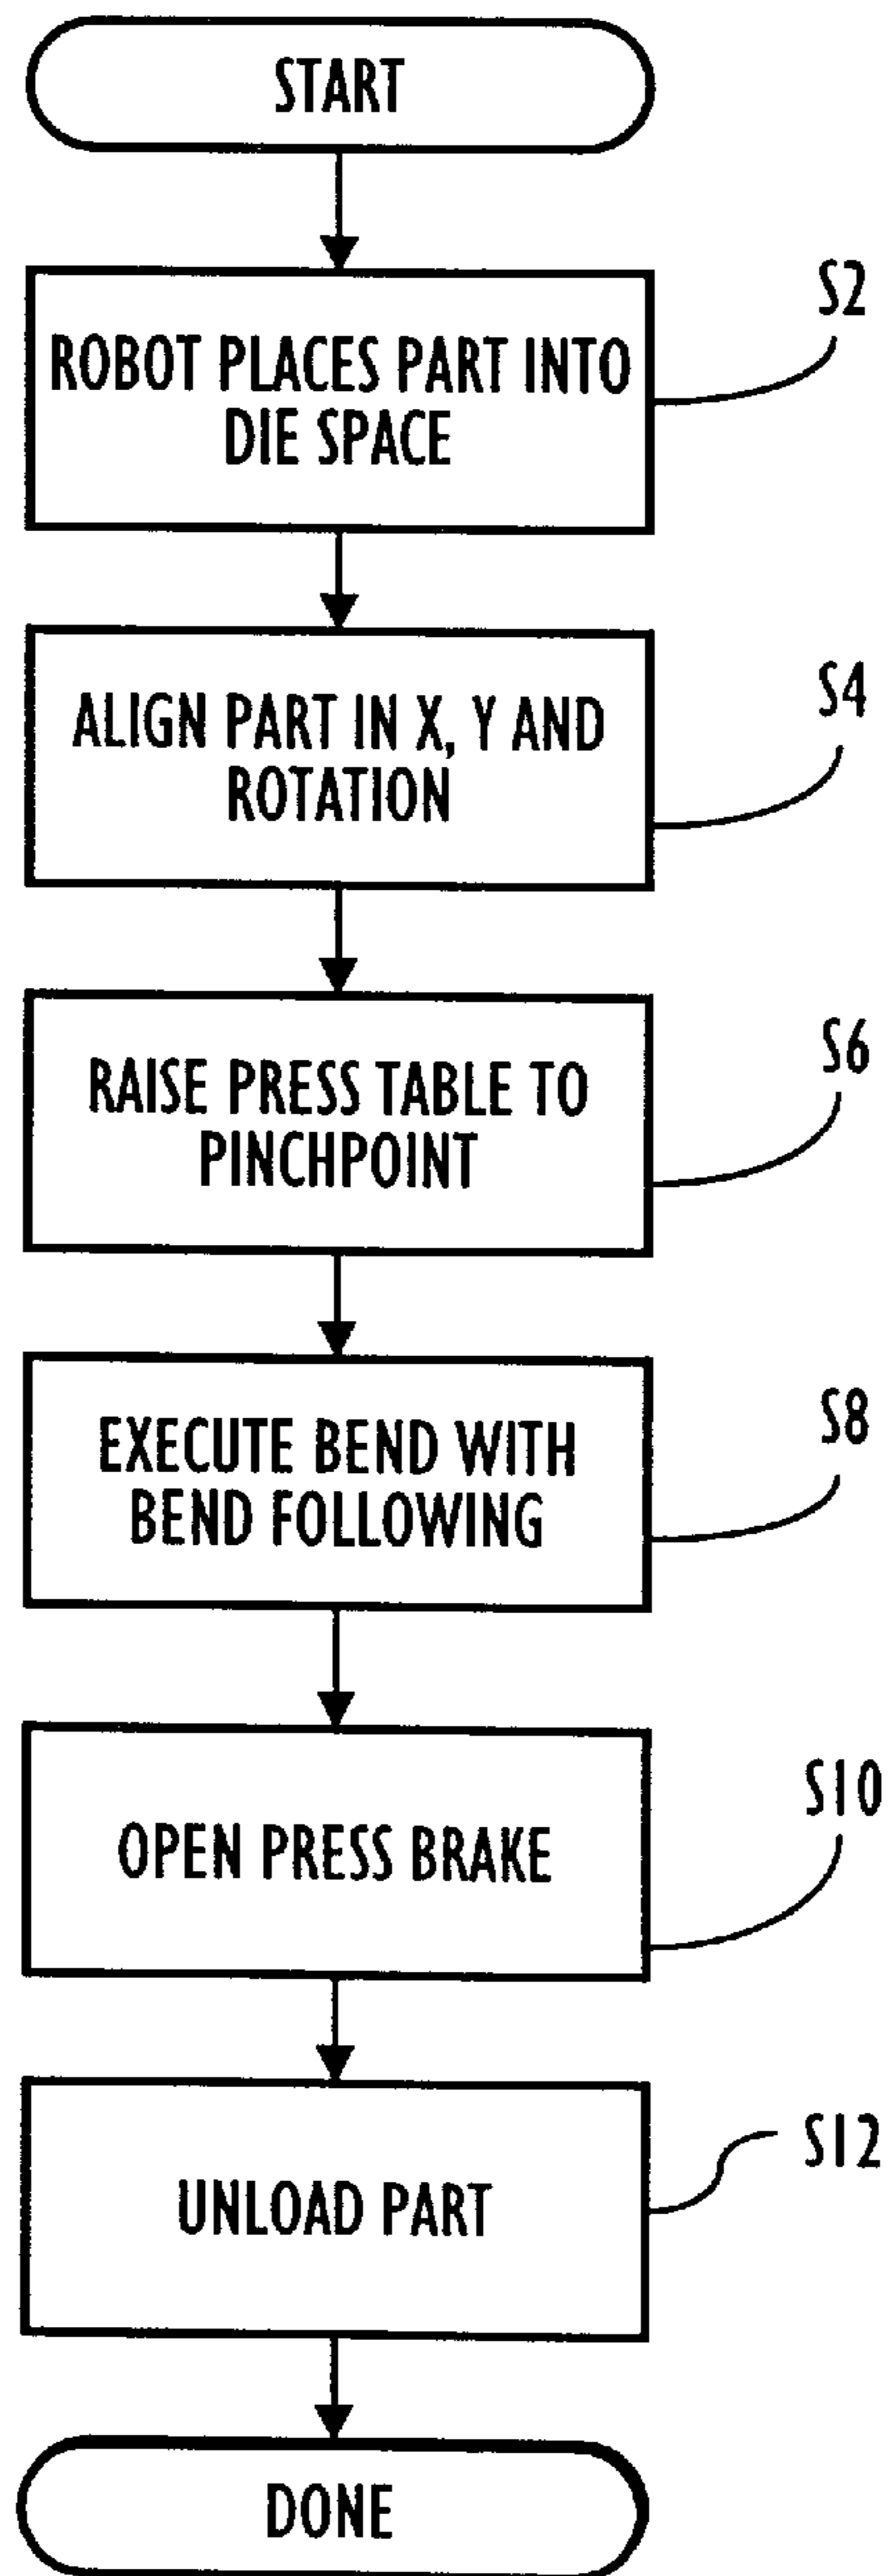 START
ROBOT PLACES PART INTO
DIE SPACE
S2
ALIGN PART IN X, Y AND
ROTATION
S4
RAISE PRESS TABLE TO
PINCHPOINT
S6
EXECUTE BEND WITH
BEND FOLLOWING
S8
OPEN PRESS BRAKE
S10
UNLOAD PART
S12
DONE